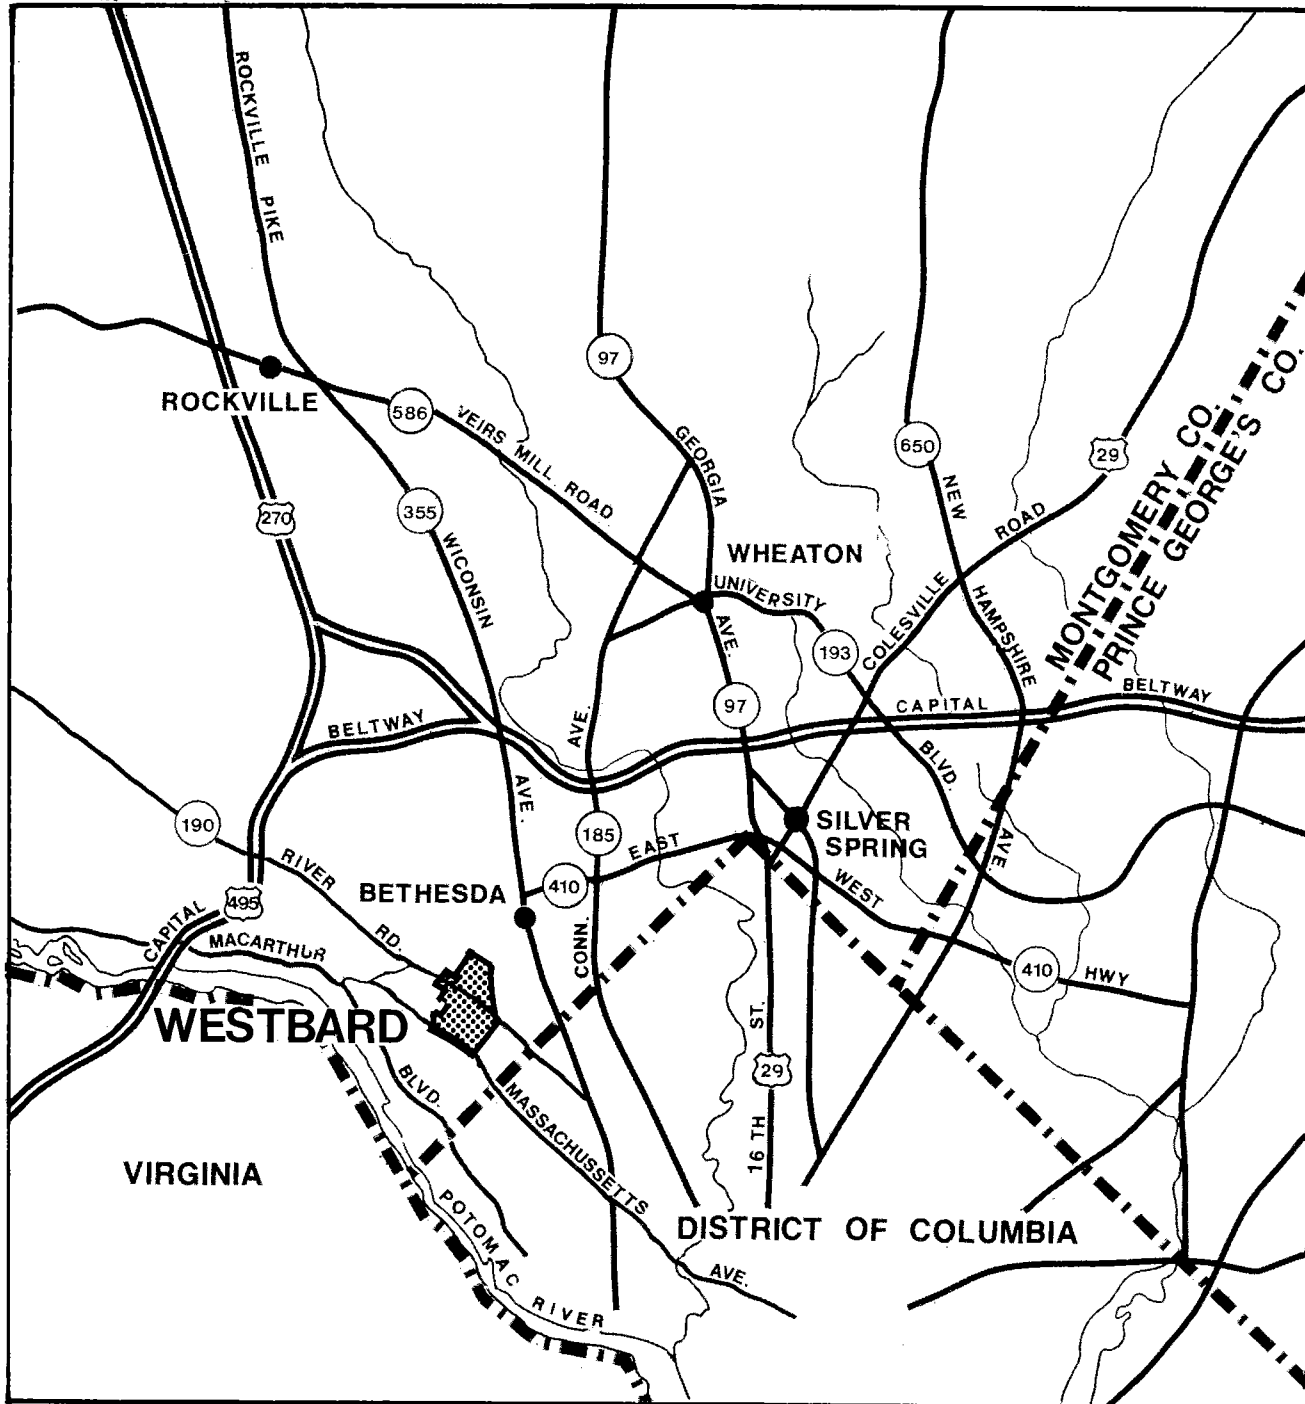 ROCKVILLE PIKE
97
ROCKVILLE
586
VEIRS MILL ROAD
GEORGIA
AVE.
650
NEW
HAMPSHIRE
AVE.
29
MONTGOMERY CO.
PRINCE GEORGE'S CO.
270
355
WICONSIN
AVE.
WHEATON
UNIVERSITY
193
BLVD.
COLESVILLE
ROAD
97
CAPITAL
BELTWAY
BELTWAY
AVE.
185
CONN.
190
RIVER
RD.
SILVER
SPRING
EAST
410
WEST
410
HWY
BETHESDA
495
CAPITAL
MACARTHUR
BLVD.
WESTBARD
MASSACHUSSETTS
AVE.
ST.
29
16 TH
VIRGINIA
POTOMAC
RIVER
DISTRICT OF COLUMBIA